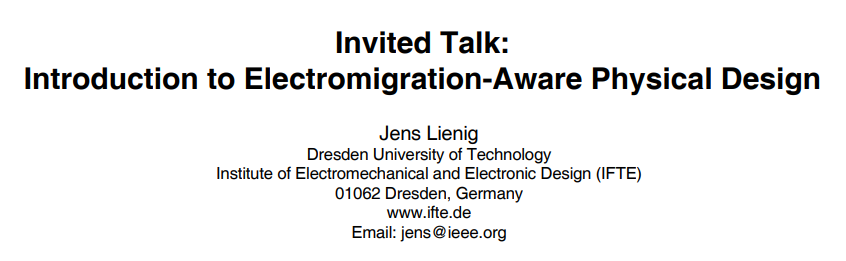 Invited Talk:
Introduction to Electromigration-Aware Physical Design
Jens Lienig
Dresden University of Technology
Institute of Electromechanical and Electronic Design (IFTE)
01062 Dresden, Germany
www.ifte.de
Email: jens@ieee.org